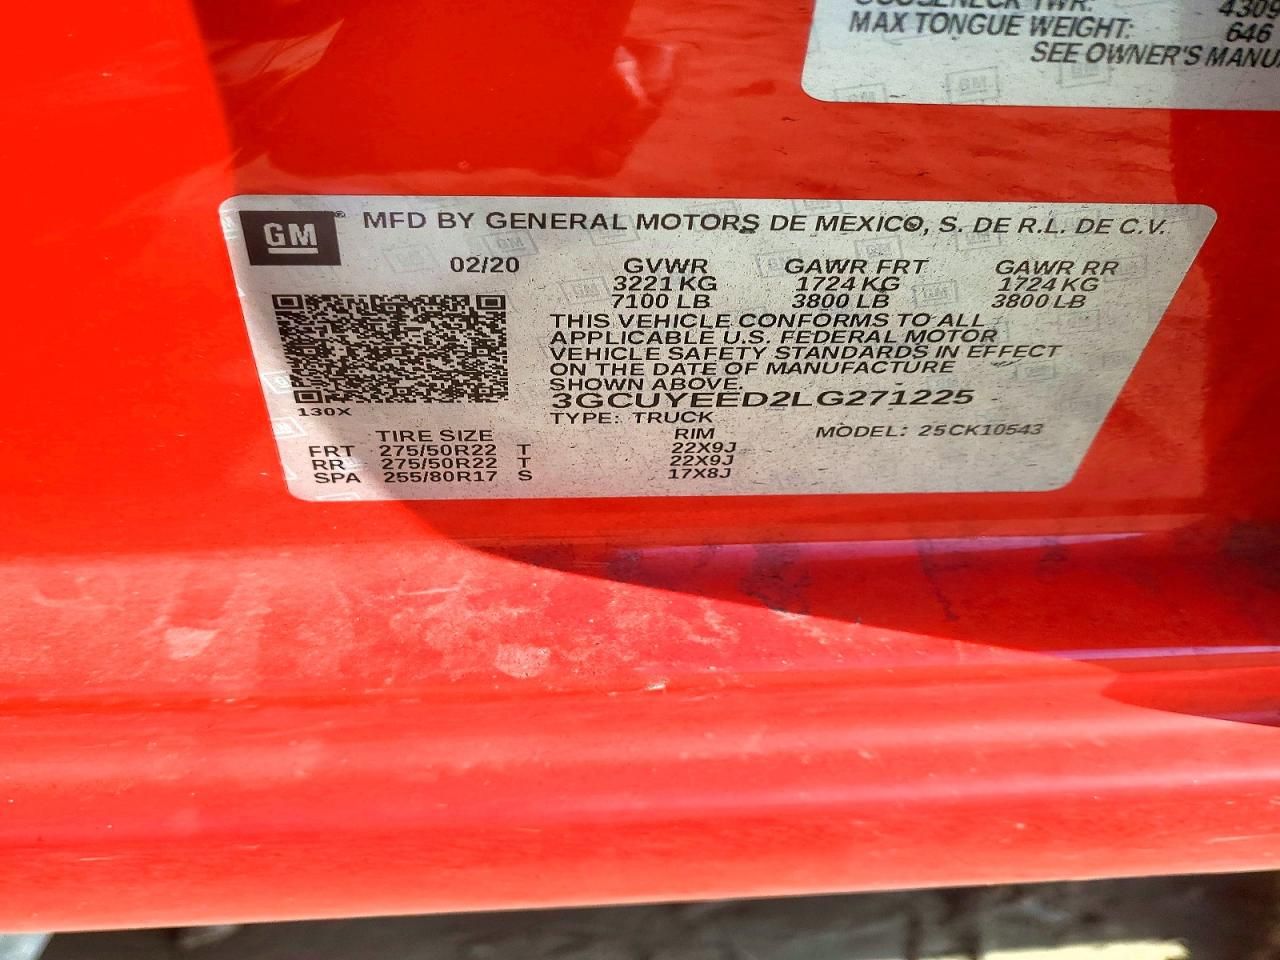 GOOSENECK TWR: 4309
MAX TONGUE WEIGHT: 646
SEE OWNER'S MANU
GM MFD BY GENERAL MOTORS DE MEXICO, S. DE R.L. DE C.V.
02/20 GVWR GAWR FRT GAWR RR
3221 KG 1724 KG 1724 KG
7100 LB 3800 LB 3800 LB
THIS VEHICLE CONFORMS TO ALL
APPLICABLE U.S. FEDERAL MOTOR
VEHICLE SAFETY STANDARDS IN EFFECT
ON THE DATE OF MANUFACTURE
SHOWN ABOVE.
3GCUYEED2LG271225
130X TYPE: TRUCK
TIRE SIZE RIM MODEL: 25CK10543
FRT 275/50R22 T 22X9J
RR 275/50R22 T 22X9J
SPA 255/80R17 S 17X8J